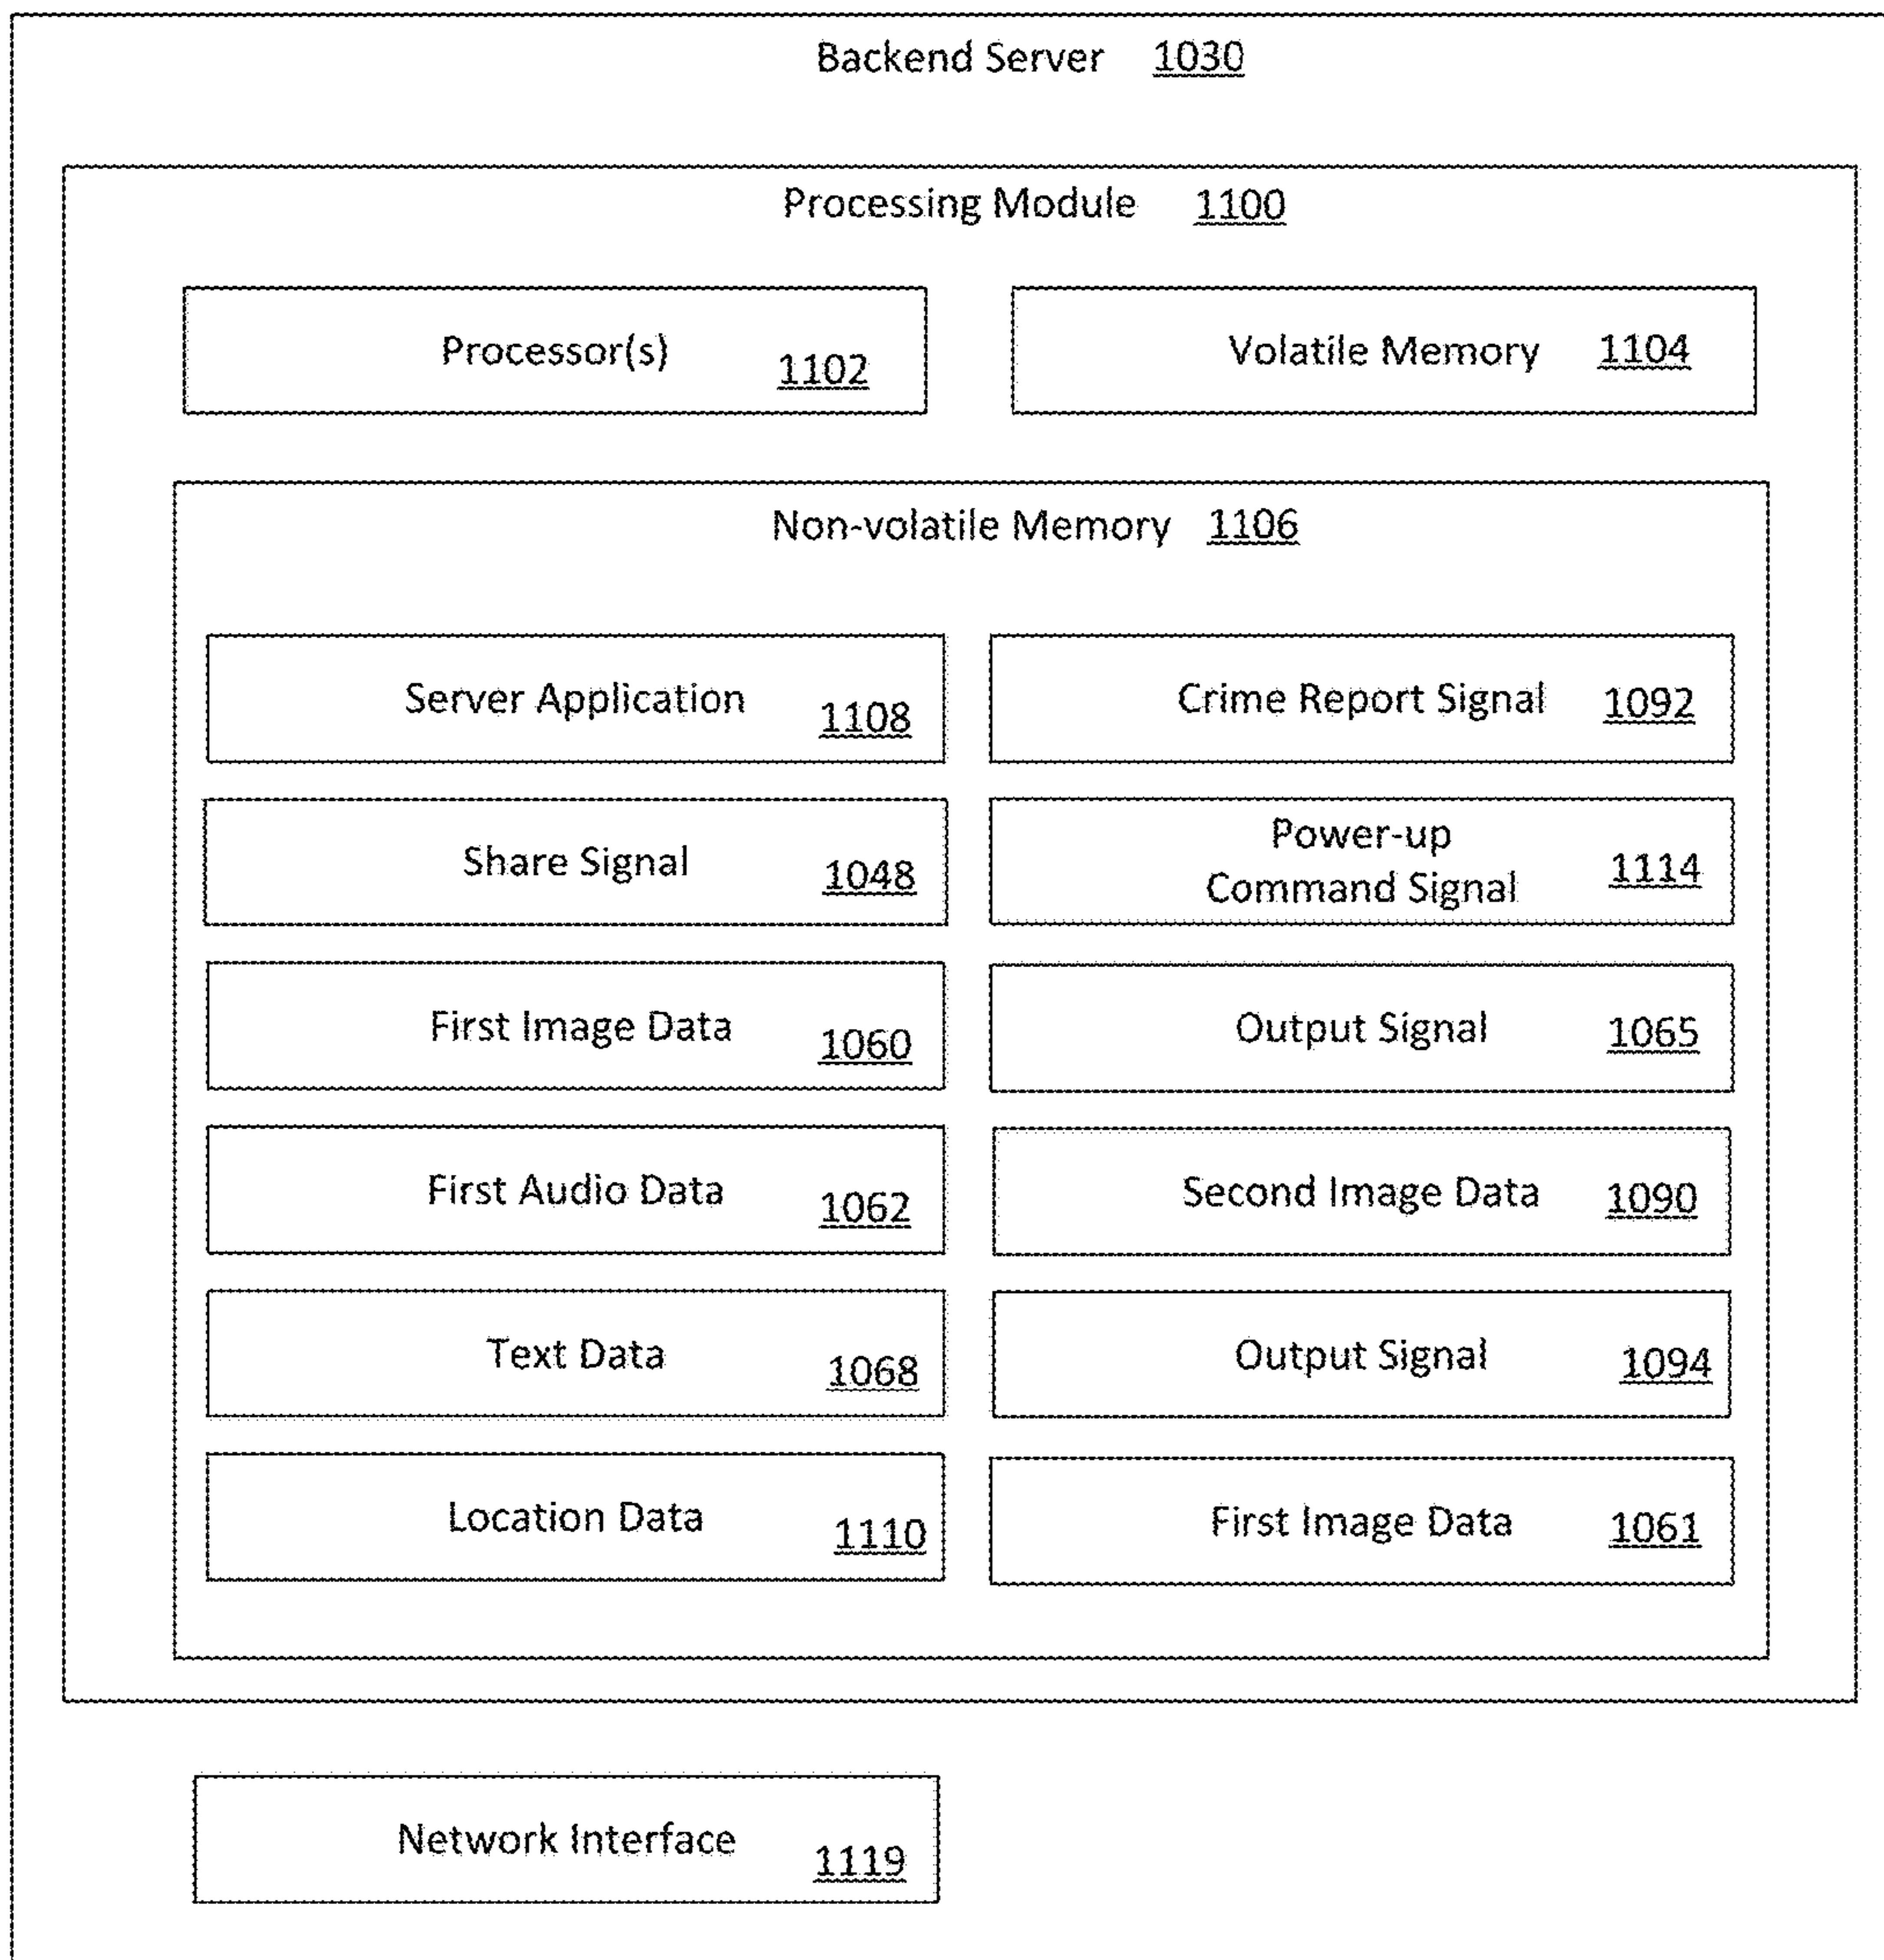 Backend Server 1030
Processing Module 1100
Processor(s) 1102
Volatile Memory 1104
Non-volatile Memory 1106
Server Application 1108
Crime Report Signal 1092
Share Signal 1048
Power-up
Command Signal 1114
First Image Data 1060
Output Signal 1065
First Audio Data 1062
Second Image Data 1090
Text Data 1068
Output Signal 1094
Location Data 1110
First Image Data 1061
Network Interface 1119